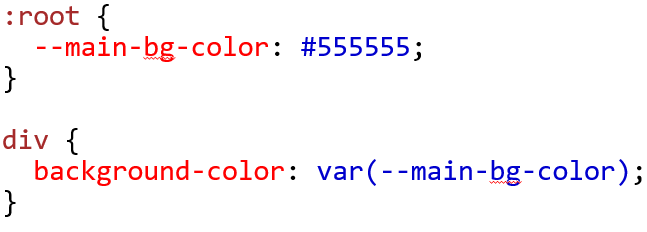 :root {
  --main-bg-color: #555555;
}

div {
  background-color: var(--main-bg-color);
}